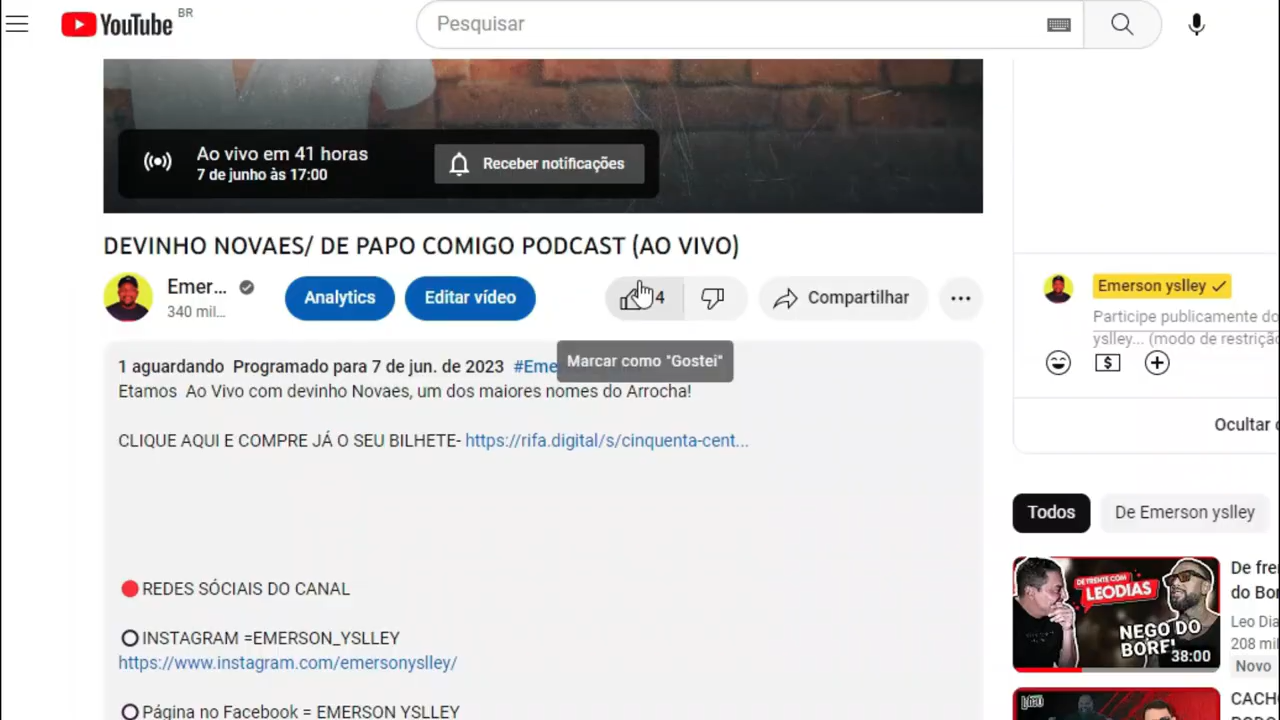 YouTube BR
Pesquisar
Ao vivo em 41 horas
7 de junho às 17:00
Receber notificações
DEVINHO NOVAES/ DE PAPO COMIGO PODCAST (AO VIVO)
Emer...
340 mil...
Analytics
Editar vídeo
4
Compartilhar
Marcar como "Gostei"
1 aguardando Programado para 7 de jun. de 2023 #Eme
Etamos Ao Vivo com devinho Novaes, um dos maiores nomes do Arrocha!
CLIQUE AQUI E COMPRE JÁ O SEU BILHETE- https://rifa.digital/s/cinquenta-cent...
REDES SÓCIAIS DO CANAL
INSTAGRAM =EMERSON_YSLLEY
https://www.instagram.com/emersonyslley/
Página no Facebook = EMERSON YSLLEY
Emerson yslley
Participe publicamente do
yslley... (modo de restrição
Ocultar
Todos
De Emerson yslley
DE FRENTE COM
LEODIAS
NEGO DO
BOREL
38:00
De fre
do Bor
Leo Dia
208 mil
Novo
CACHO